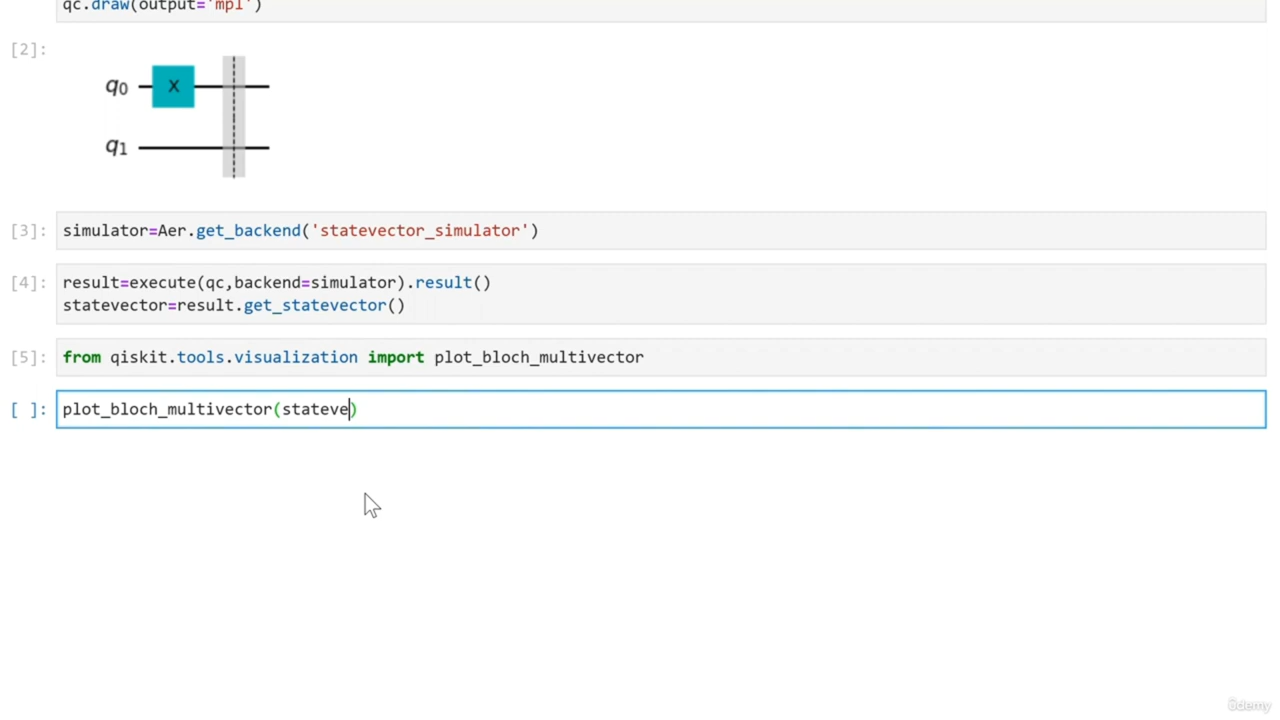 qc.draw(output='mpl')
[2]:
q0
X
q1
[3]: simulator=Aer.get_backend('statevector_simulator')
[4]: result=execute(qc,backend=simulator).result()
statevector=result.get_statevector()
[5]: from qiskit.tools.visualization import plot_bloch_multivector
[ ]: plot_bloch_multivector(stateve)
ûdemy